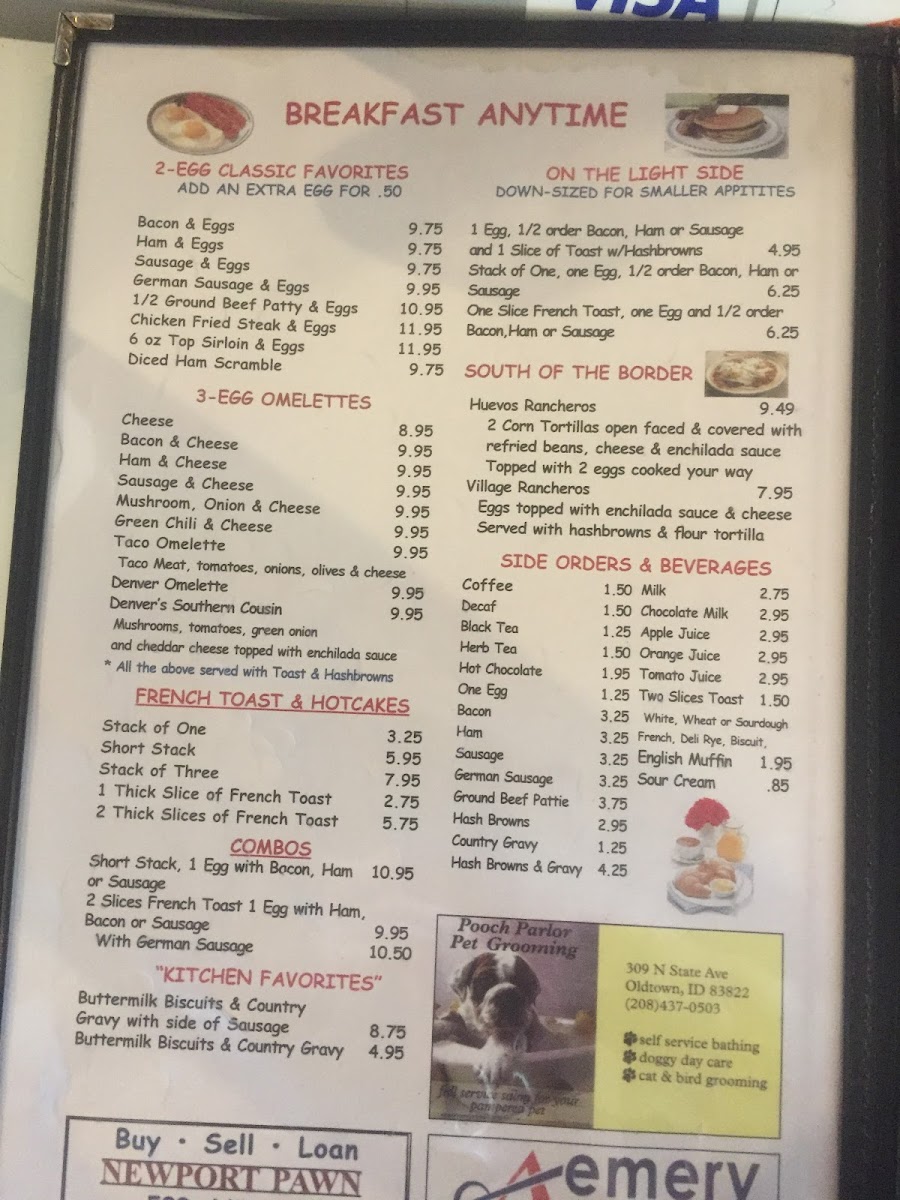 VISA
BREAKFAST ANYTIME
2-EGG CLASSIC FAVORITES
ADD AN EXTRA EGG FOR .50
Bacon & Eggs 9.75
Ham & Eggs 9.75
Sausage & Eggs 9.75
German Sausage & Eggs 9.95
1/2 Ground Beef Patty & Eggs 10.95
Chicken Fried Steak & Eggs 11.95
6 oz Top Sirloin & Eggs 11.95
Diced Ham Scramble 9.75
3-EGG OMELETTES
Cheese 8.95
Bacon & Cheese 9.95
Ham & Cheese 9.95
Sausage & Cheese 9.95
Mushroom, Onion & Cheese 9.95
Green Chili & Cheese 9.95
Taco Omelette 9.95
Taco Meat, tomatoes, onions, olives & cheese
Denver Omelette 9.95
Denver's Southern Cousin 9.95
Mushrooms, tomatoes, green onion
and cheddar cheese topped with enchilada sauce
* All the above served with Toast & Hashbrowns
FRENCH TOAST & HOTCAKES
Stack of One 3.25
Short Stack 5.95
Stack of Three 7.95
1 Thick Slice of French Toast 2.75
2 Thick Slices of French Toast 5.75
COMBOS
Short Stack, 1 Egg with Bacon, Ham 10.95
or Sausage
2 Slices French Toast 1 Egg with Ham,
Bacon or Sausage 9.95
With German Sausage 10.50
"KITCHEN FAVORITES"
Buttermilk Biscuits & Country
Gravy with side of Sausage 8.75
Buttermilk Biscuits & Country Gravy 4.95
ON THE LIGHT SIDE
DOWN-SIZED FOR SMALLER APPITITES
1 Egg, 1/2 order Bacon, Ham or Sausage
and 1 Slice of Toast w/Hashbrowns 4.95
Stack of One, one Egg, 1/2 order Bacon, Ham or
Sausage 6.25
One Slice French Toast, one Egg and 1/2 order
Bacon,Ham or Sausage 6.25
SOUTH OF THE BORDER
Huevos Rancheros 9.49
2 Corn Tortillas open faced & covered with
refried beans, cheese & enchilada sauce
Topped with 2 eggs cooked your way
Village Rancheros 7.95
Eggs topped with enchilada sauce & cheese
Served with hashbrowns & flour tortilla
SIDE ORDERS & BEVERAGES
Coffee 1.50
Decaf 1.50
Black Tea 1.25
Herb Tea 1.50
Hot Chocolate 1.95
One Egg 1.25
Bacon 3.25
Ham 3.25
Sausage 3.25
German Sausage 3.25
Ground Beef Pattie 3.75
Hash Browns 2.95
Country Gravy 1.25
Hash Browns & Gravy 4.25
Milk 2.75
Chocolate Milk 2.95
Apple Juice 2.95
Orange Juice 2.95
Tomato Juice 2.95
Two Slices Toast 1.50
White, Wheat or Sourdough
French, Deli Rye, Biscuit,
English Muffin 1.95
Sour Cream .85
Pooch Parlor
Pet Grooming
full service salon for your
pampered pet
309 N State Ave
Oldtown, ID 83822
(208)437-0503
self service bathing
doggy day care
cat & bird grooming
Buy · Sell · Loan
NEWPORT PAWN
Aemery